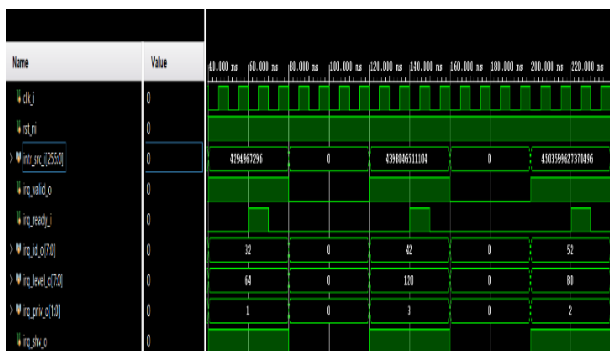 Name Value 40.000 ns 60.000 ns 80.000 ns 100.000 ns 120.000 ns 140.000 ns 160.000 ns 180.000 ns 200.000 ns 220.000 ns
clk_i 0
rst_ni 0
intr_src_i[255:0] 0 4294967296 0 4398046511104 0 4503599627370496
irq_valid_o 0
irq_ready_i 0
irq_id_o[7:0] 0 32 0 42 0 52
irq_level_o[7:0] 0 64 0 120 0 80
irq_priv_o[1:0] 0 1 0 3 0 2
irq_shv_o 0